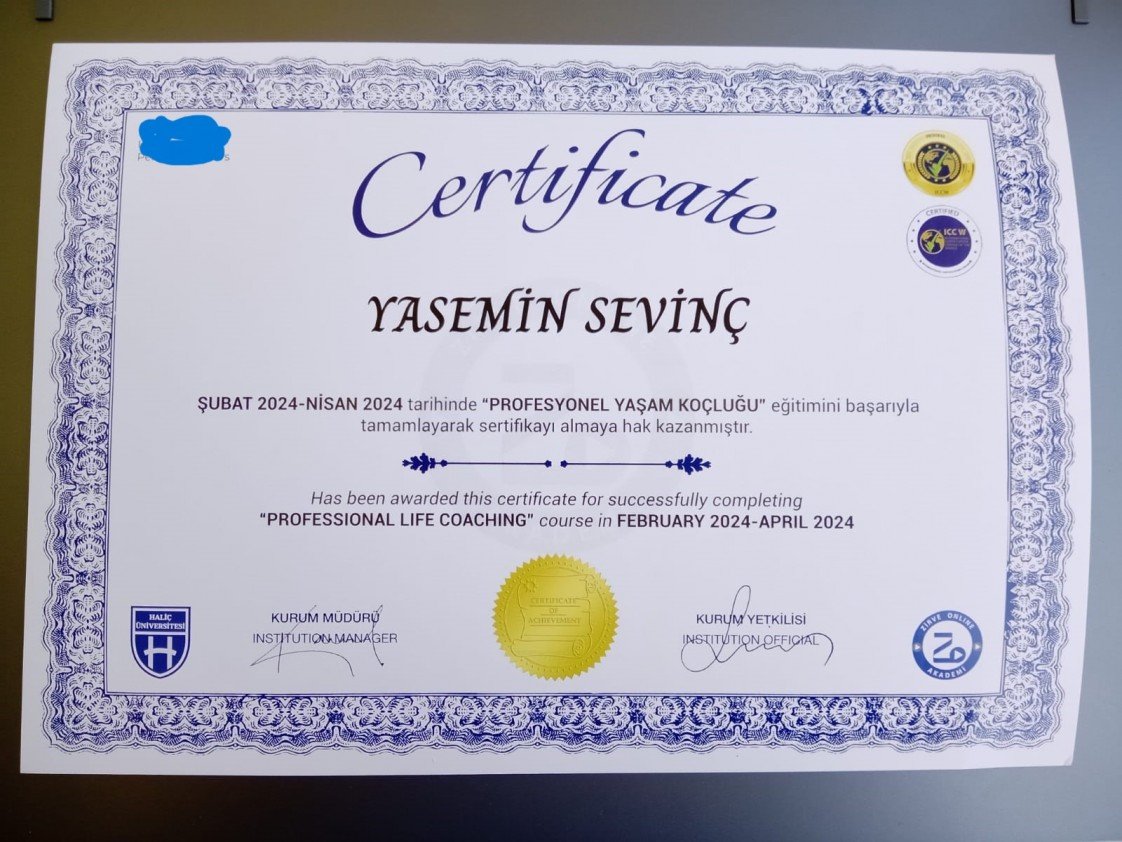 Certificate
CERTIFIED
ICCW
YASEMİN SEVİNÇ
ŞUBAT 2024-NİSAN 2024 tarihinde “PROFESYONEL YAŞAM KOÇLUĞU” eğitimini başarıyla
tamamlayarak sertifikayı almaya hak kazanmıştır.
Has been awarded this certificate for successfully completing
“PROFESSIONAL LIFE COACHING” course in FEBRUARY 2024-APRIL 2024
HALİÇ
ÜNİVERSİTESİ
KURUM MÜDÜRÜ
INSTITUTION MANAGER
CERTIFICATE
OF
ACHIEVEMENT
KURUM YETKİLİSİ
INSTITUTION OFFICIAL
ZİRVE ONLINE
AKADEMİ